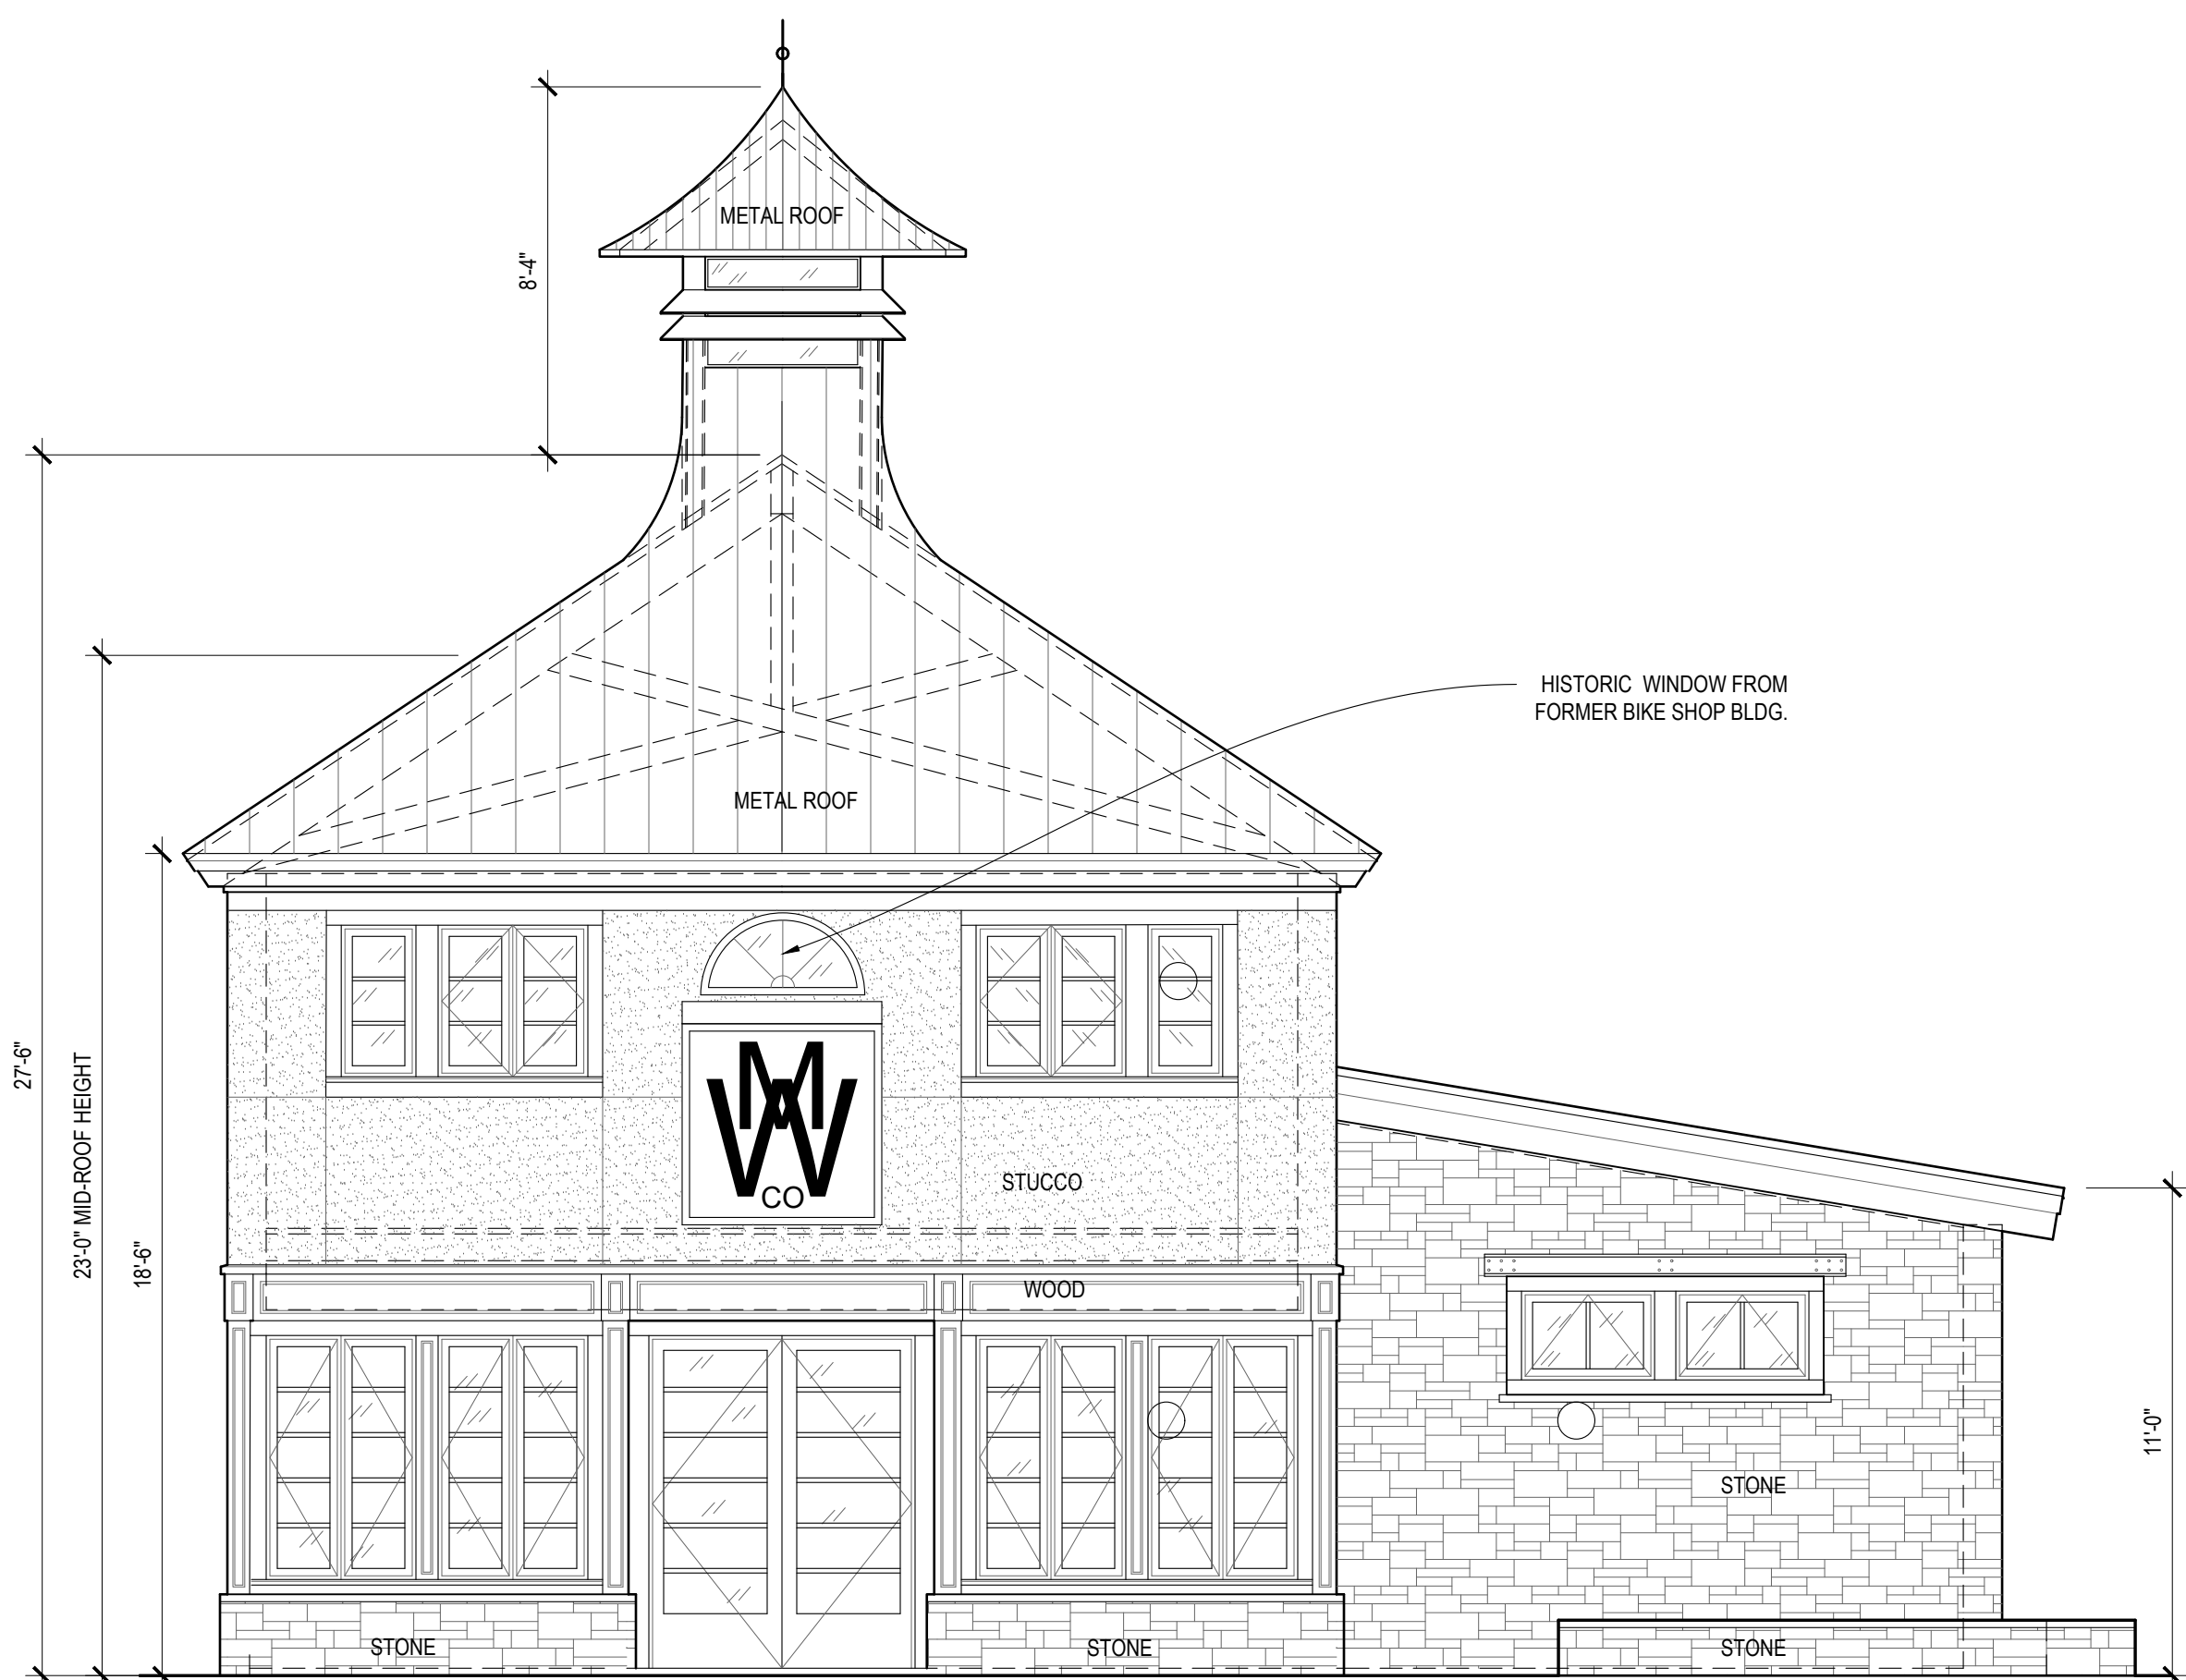 METAL ROOF
8'-4"
HISTORIC WINDOW FROM
FORMER BIKE SHOP BLDG.
METAL ROOF
27'-6"
23'-0" MID-ROOF HEIGHT
18'-6"
MW
CO
STUCCO
WOOD
11'-0"
STONE
STONE
STONE
STONE